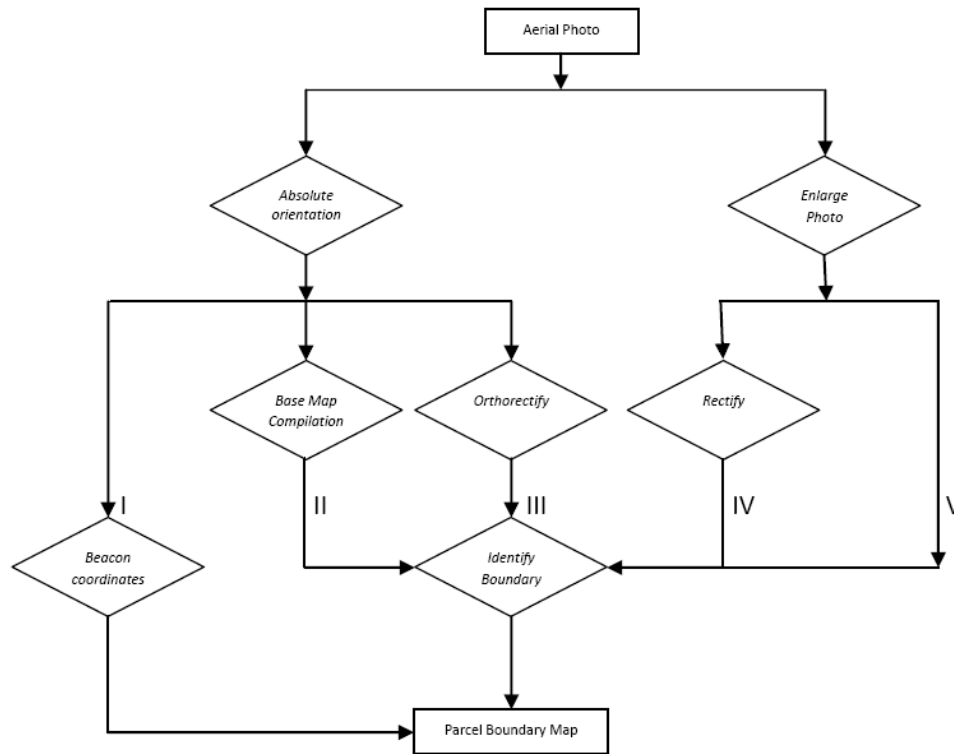 Aerial Photo
Absolute
orientation
Enlarge
Photo
Base Map
Compilation
Orthorectify
Rectify
I
II
III
IV
V
Beacon
coordinates
Identify
Boundary
Parcel Boundary Map